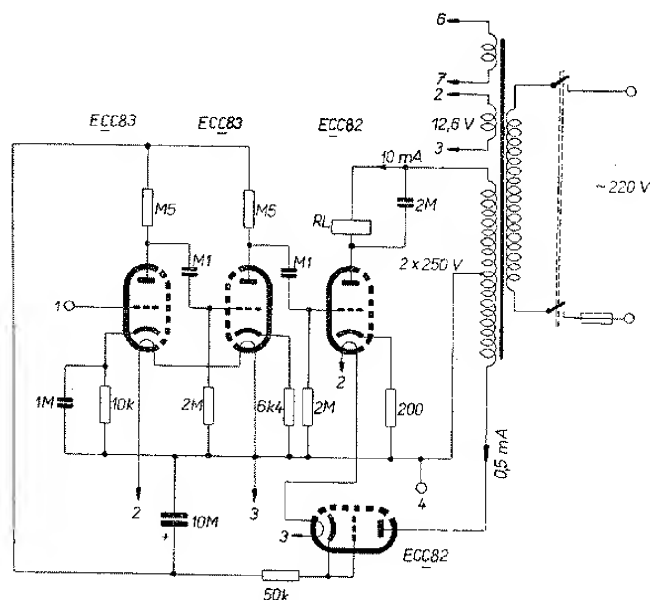 6
7
2
12,6 V
3
~ 220 V
ECC83
ECC83
ECC82
10 mA
2M
RL
M5
M5
M1
M1
2 x 250 V
1
2
1M
10k
2M
6k4
2M
200
4
0,5 mA
2
3
10M
+
3
ECC82
50k